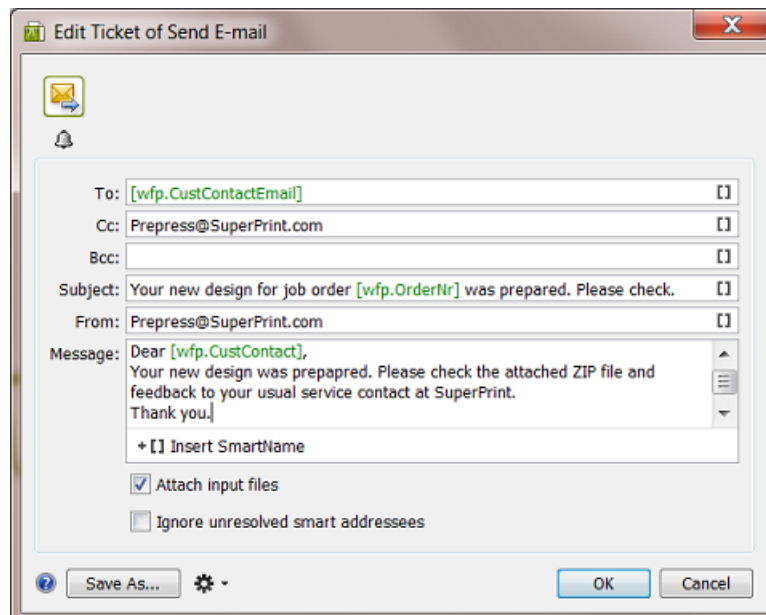 Edit Ticket of Send E-mail
To: [wfp.CustContactEmail] []
Cc: Prepress@SuperPrint.com []
Bcc: []
Subject: Your new design for job order [wfp.OrderNr] was prepared. Please check. []
From: Prepress@SuperPrint.com []
Message: Dear [wfp.CustContact],
Your new design was prepapred. Please check the attached ZIP file and
feedback to your usual service contact at SuperPrint.
Thank you.
+[] Insert SmartName
Attach input files
Ignore unresolved smart addressees
? Save As... OK Cancel